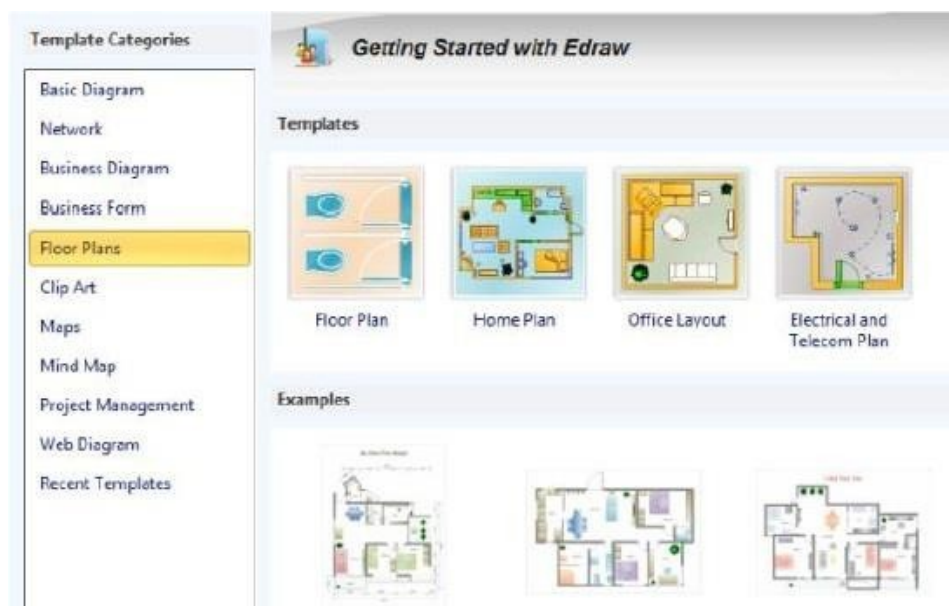 Template Categories
Getting Started with Edraw
Basic Diagram
Network
Business Diagram
Business Form
Floor Plans
Clip Art
Maps
Mind Map
Project Management
Web Diagram
Recent Templates
Templates
Floor Plan
Home Plan
Office Layout
Electrical and
Telecom Plan
Examples